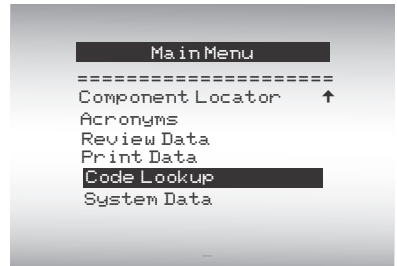 Main Menu
=====================
Component Locator ↑
Acronyms
Review Data
Print Data
Code Lookup
System Data